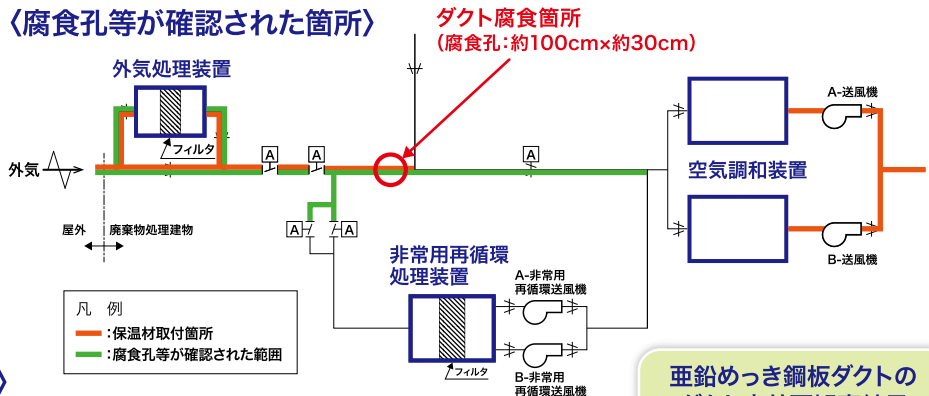 〈腐食孔等が確認された箇所〉
ダクト腐食箇所
（腐食孔：約100cm×約30cm）
外気処理装置
フィルタ
外気
A
A
A
A-送風機
空気調和装置
屋外
廃棄物処理建物
A
A
非常用再循環
処理装置
A-非常用
再循環送風機
B-送風機
凡 例
：保温材取付箇所
：腐食孔等が確認された範囲
フィルタ
B-非常用
再循環送風機
亜鉛めっき鋼板ダクトの